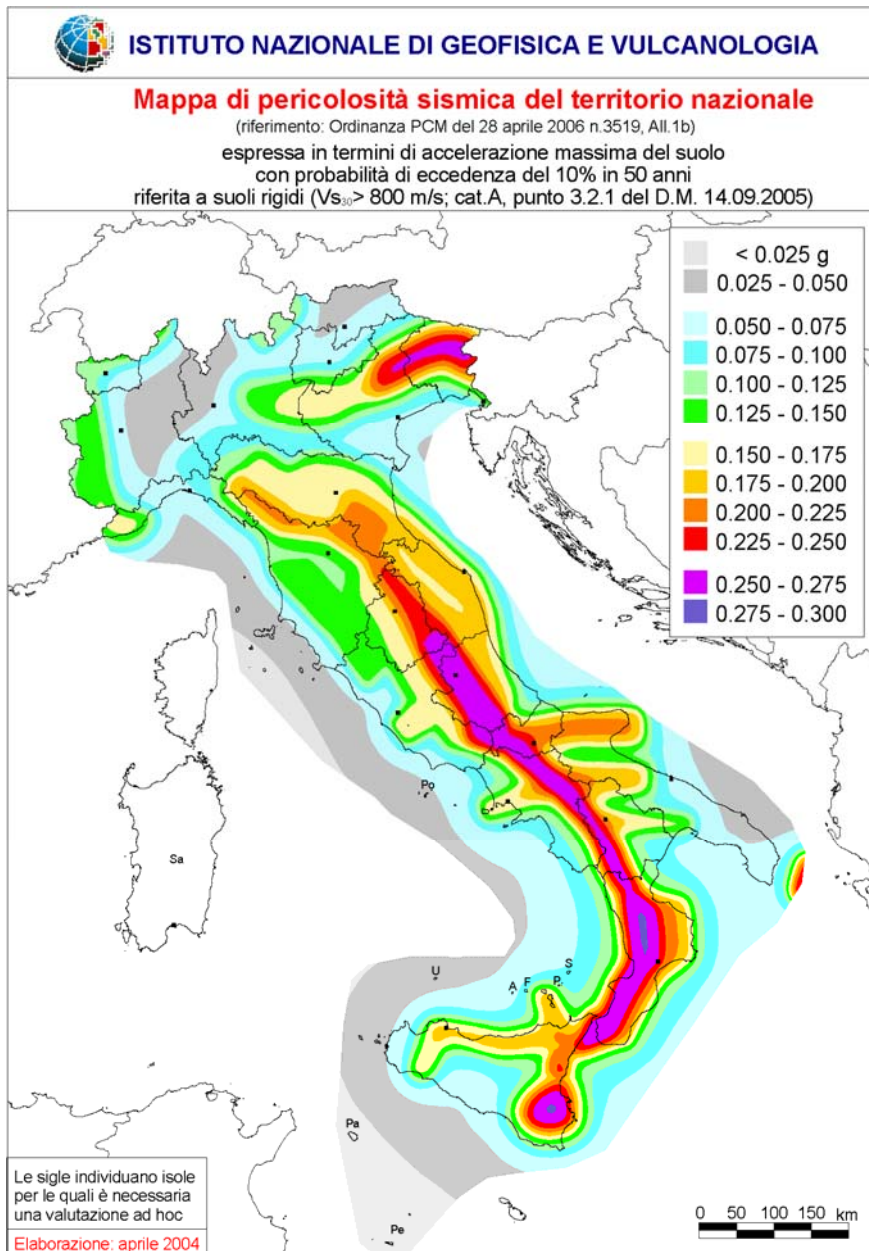 ISTITUTO NAZIONALE DI GEOFISICA E VULCANOLOGIA
Mappa di pericolosità sismica del territorio nazionale
(riferimento: Ordinanza PCM del 28 aprile 2006 n.3519, All.1b)
espressa in termini di accelerazione massima del suolo
con probabilità di eccedenza del 10% in 50 anni
riferita a suoli rigidi (Vs₃₀> 800 m/s; cat.A, punto 3.2.1 del D.M. 14.09.2005)
< 0.025 g
0.025 - 0.050
0.050 - 0.075
0.075 - 0.100
0.100 - 0.125
0.125 - 0.150
0.150 - 0.175
0.175 - 0.200
0.200 - 0.225
0.225 - 0.250
0.250 - 0.275
0.275 - 0.300
Po
Sa
S
U
A
F
P
Pa
Pe
Le sigle individuano isole
per le quali è necessaria
una valutazione ad hoc
Elaborazione: aprile 2004
0 50 100 150 km